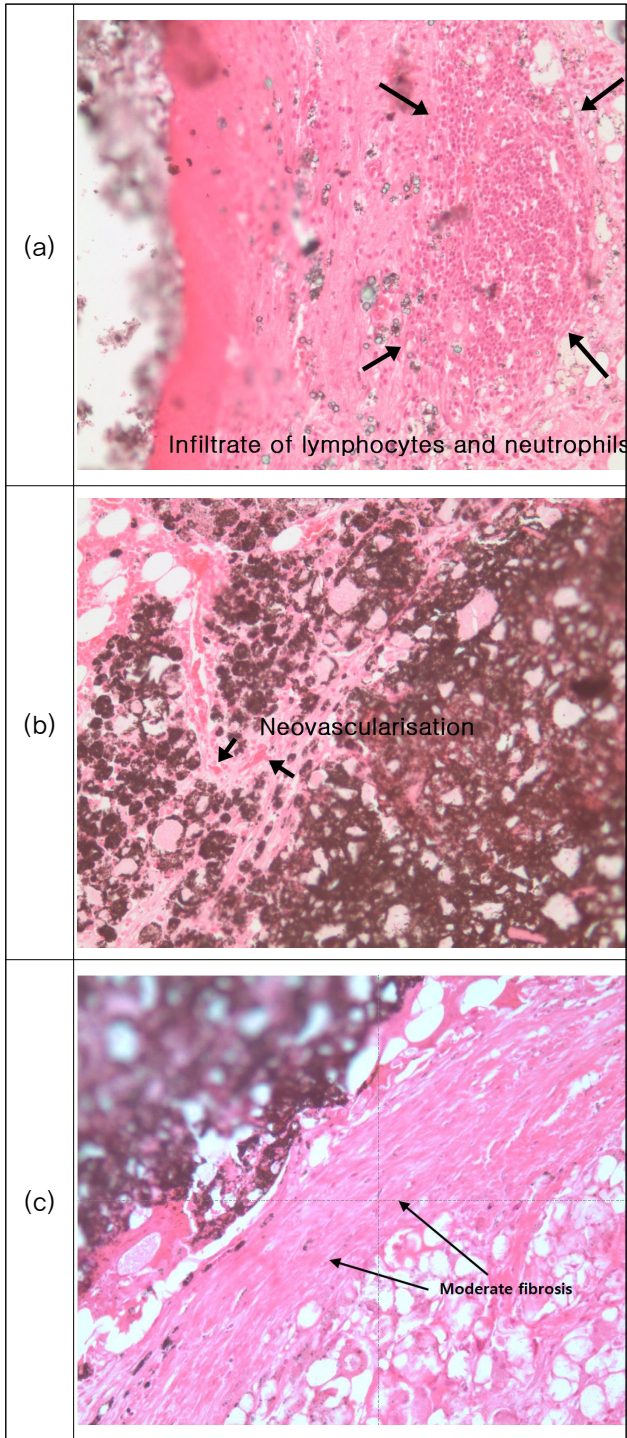 (a)
Infiltrate of lymphocytes and neutrophils
(b)
Neovascularisation
(c)
Moderate fibrosis